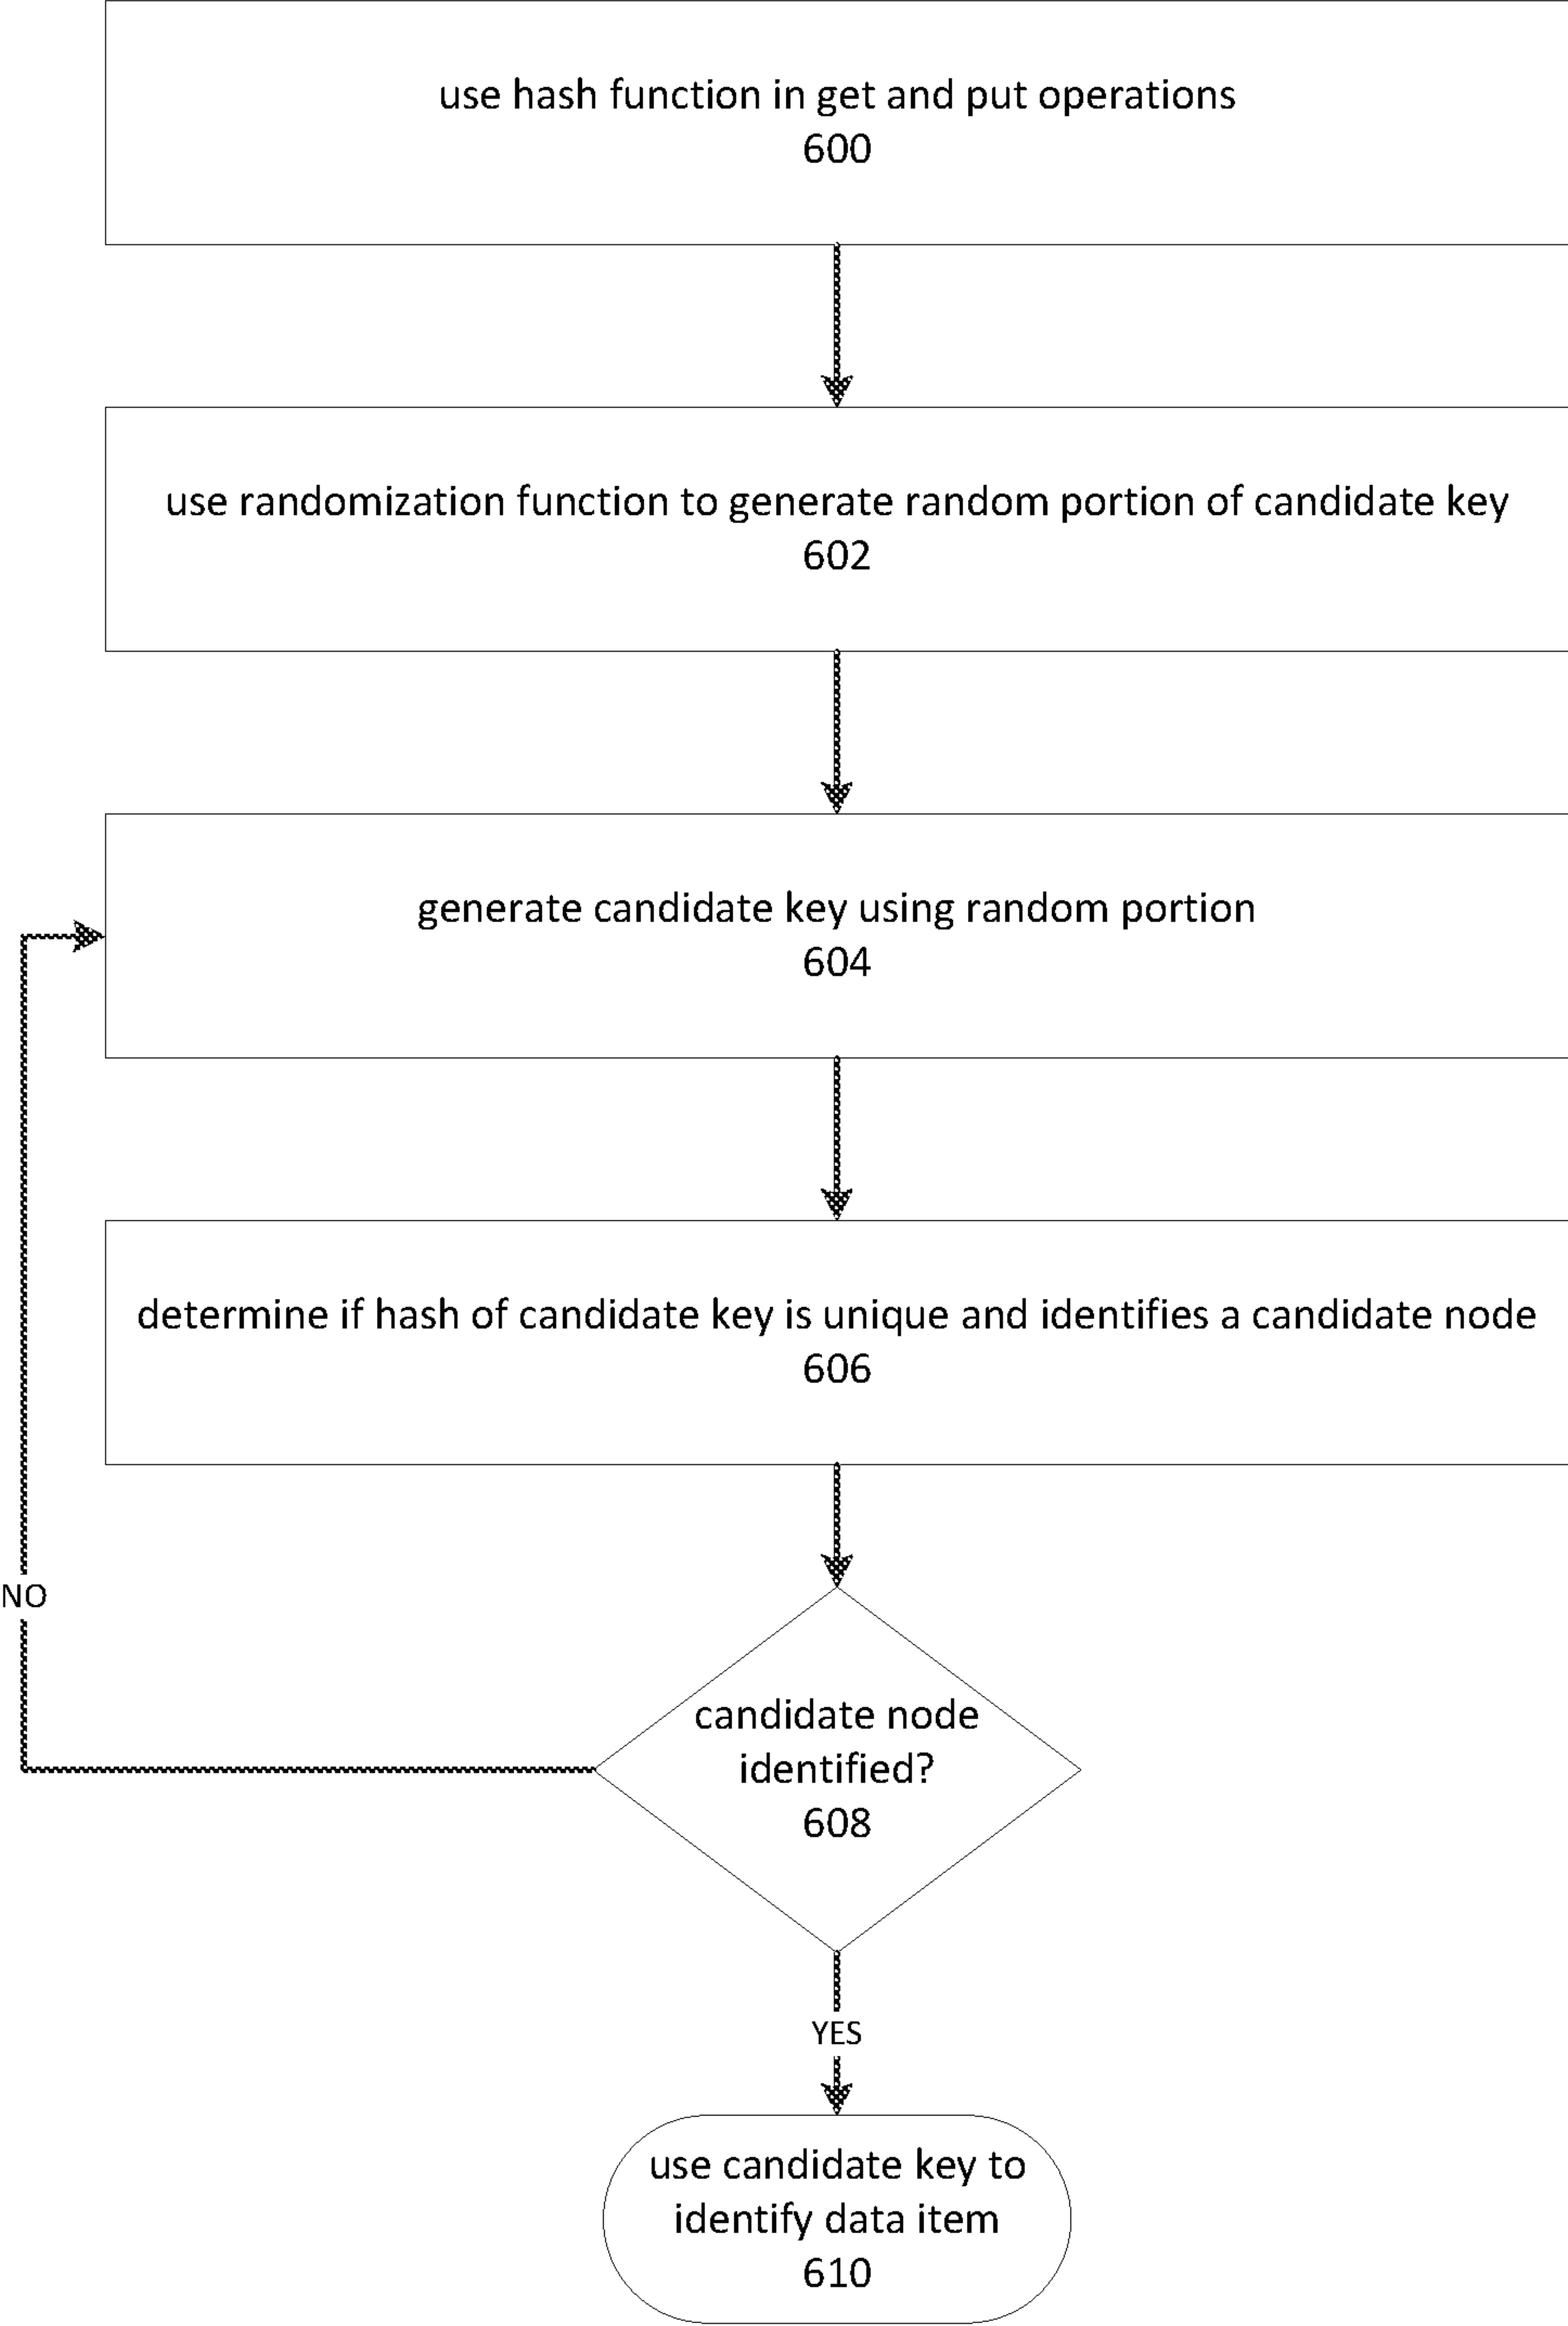 use hash function in get and put operations
600
use randomization function to generate random portion of candidate key
602
generate candidate key using random portion
604
determine if hash of candidate key is unique and identifies a candidate node
606
NO
candidate node
identified?
608
YES
use candidate key to
identify data item
610